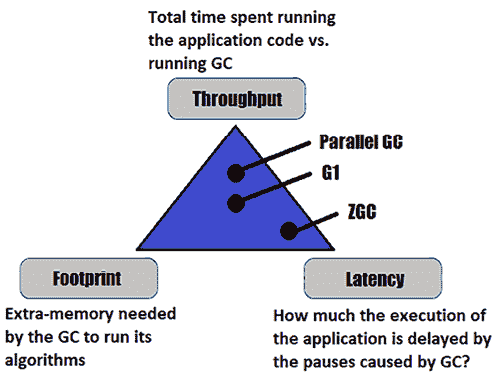 Total time spent running
the application code vs.
running GC
Throughput
Parallel GC
G1
ZGC
Footprint
Latency
Extra-memory needed
by the GC to run its
algorithms
How much the execution of
the application is delayed by
the pauses caused by GC?